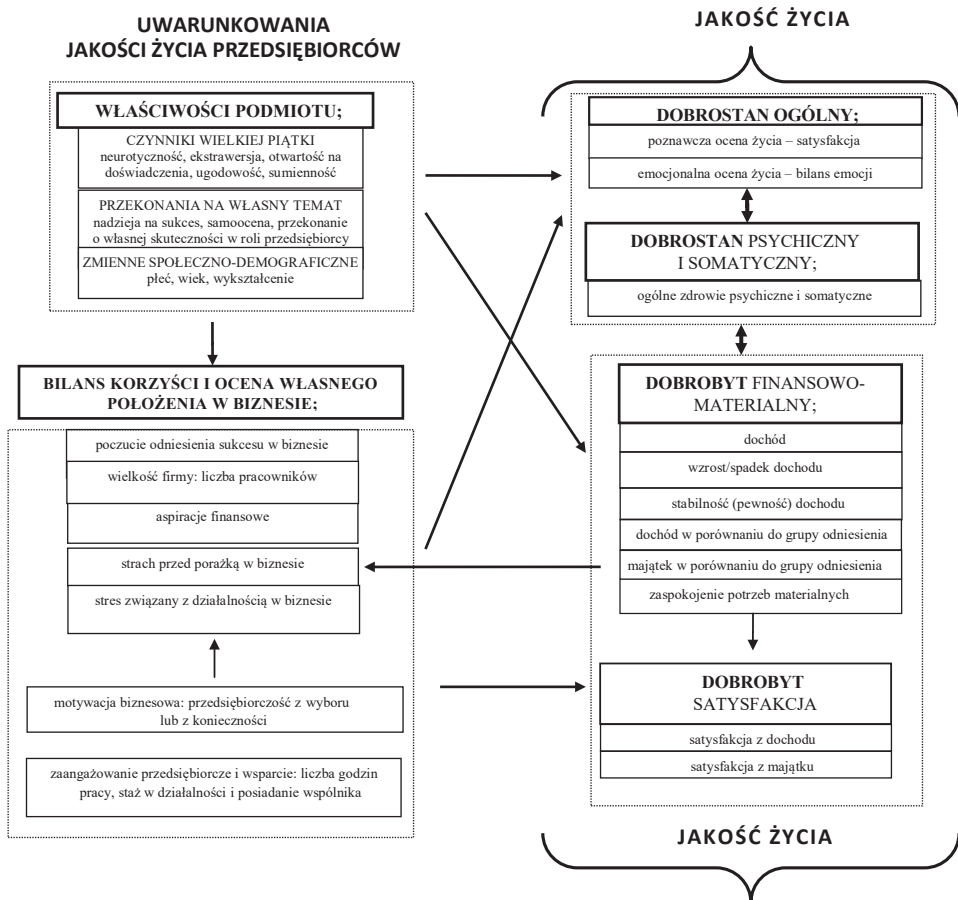 UWARUNKOWANIA
JAKOŚCI ŻYCIA PRZEDSIĘBIORCÓW
WŁAŚCIWOŚCI PODMIOTU;
CZYNNIKI WIELKIEJ PIĄTKI
neurotyczność, ekstrawersja, otwartość na
doświadczenia, ugodowość, sumienność
PRZEKONANIA NA WŁASNY TEMAT
nadzieja na sukces, samoocena, przekonanie
o własnej skuteczności w roli przedsiębiorcy
ZMIENNE SPOŁECZNO-DEMOGRAFICZNE
płeć, wiek, wykształcenie
BILANS KORZYŚCI I OCENA WŁASNEGO
POŁOŻENIA W BIZNESIE;
poczucie odniesienia sukcesu w biznesie
wielkość firmy: liczba pracowników
aspiracje finansowe
strach przed porażką w biznesie
stres związany z działalnością w biznesie
motywacja biznesowa: przedsiębiorczość z wyboru
lub z konieczności
zaangażowanie przedsiębiorcze i wsparcie: liczba godzin
pracy, staż w działalności i posiadanie wspólnika
JAKOŚĆ ŻYCIA
DOBROSTAN OGÓLNY;
poznawcza ocena życia – satysfakcja
emocjonalna ocena życia – bilans emocji
DOBROSTAN PSYCHICZNY
I SOMATYCZNY;
ogólne zdrowie psychiczne i somatyczne
DOBROBYT FINANSOWO-
MATERIALNY;
dochód
wzrost/spadek dochodu
stabilność (pewność) dochodu
dochód w porównaniu do grupy odniesienia
majątek w porównaniu do grupy odniesienia
zaspokojenie potrzeb materialnych
DOBROBYT
SATYSFAKCJA
satysfakcja z dochodu
satysfakcja z majątku
JAKOŚĆ ŻYCIA